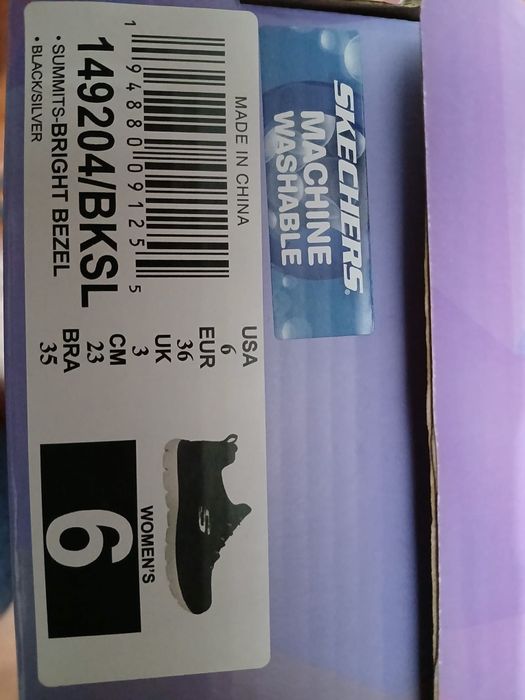 SKECHERS
MACHINE
WASHABLE
MADE IN CHINA
1 94880 09125 5
149204/BKSL
• SUMMITS-BRIGHT BEZEL
• BLACK/SILVER
USA
6
EUR
36
UK
3
CM
23
BRA
35
S
WOMEN'S
6